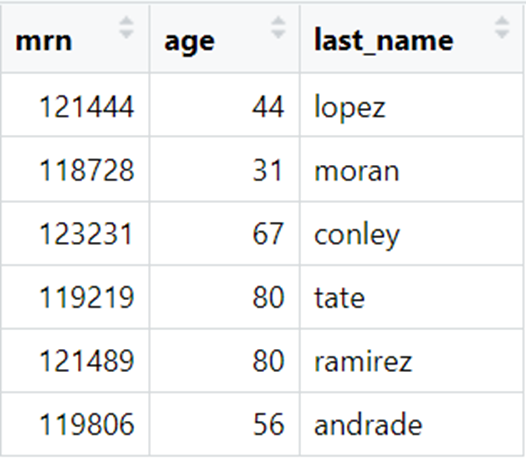 mrn age last_name
121444 44 lopez
118728 31 moran
123231 67 conley
119219 80 tate
121489 80 ramirez
119806 56 andrade